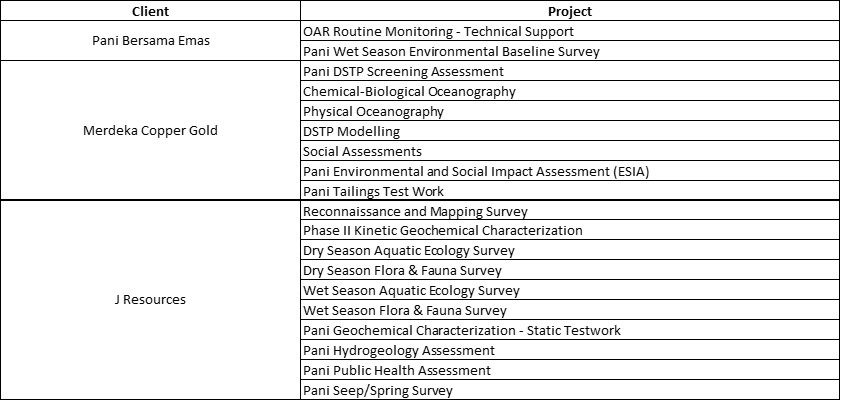 Client Project
Pani Bersama Emas
OAR Routine Monitoring - Technical Support
Pani Wet Season Environmental Baseline Survey
Merdeka Copper Gold
Pani DSTP Screening Assessment
Chemical-Biological Oceanography
Physical Oceanography
DSTP Modelling
Social Assessments
Pani Environmental and Social Impact Assessment (ESIA)
Pani Tailings Test Work
J Resources
Reconnaissance and Mapping Survey
Phase II Kinetic Geochemical Characterization
Dry Season Aquatic Ecology Survey
Dry Season Flora & Fauna Survey
Wet Season Aquatic Ecology Survey
Wet Season Flora & Fauna Survey
Pani Geochemical Characterization - Static Testwork
Pani Hydrogeology Assessment
Pani Public Health Assessment
Pani Seep/Spring Survey